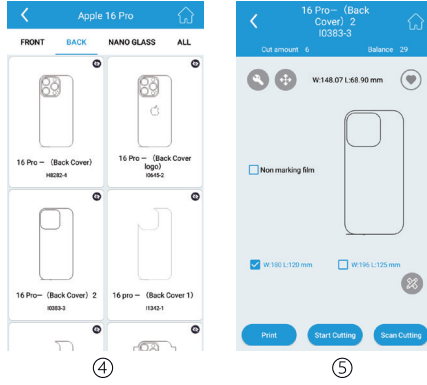 Apple 16 Pro
FRONT BACK NANO GLASS ALL
16 Pro – （Back Cover）
H8282-4
16 Pro – （Back Cover
logo）
I0645-2
16 Pro–（Back Cover）2
I0383-3
16 pro –（Back Cover 1）
I1342-1
④
16 Pro–（Back
Cover）2
I0383-3
Cut amount 6 Balance 29
W:148.07 L:68.90 mm
Non marking film
W:180 L:120 mm W:196 L:125 mm
Print Start Cutting Scan Cutting
⑤